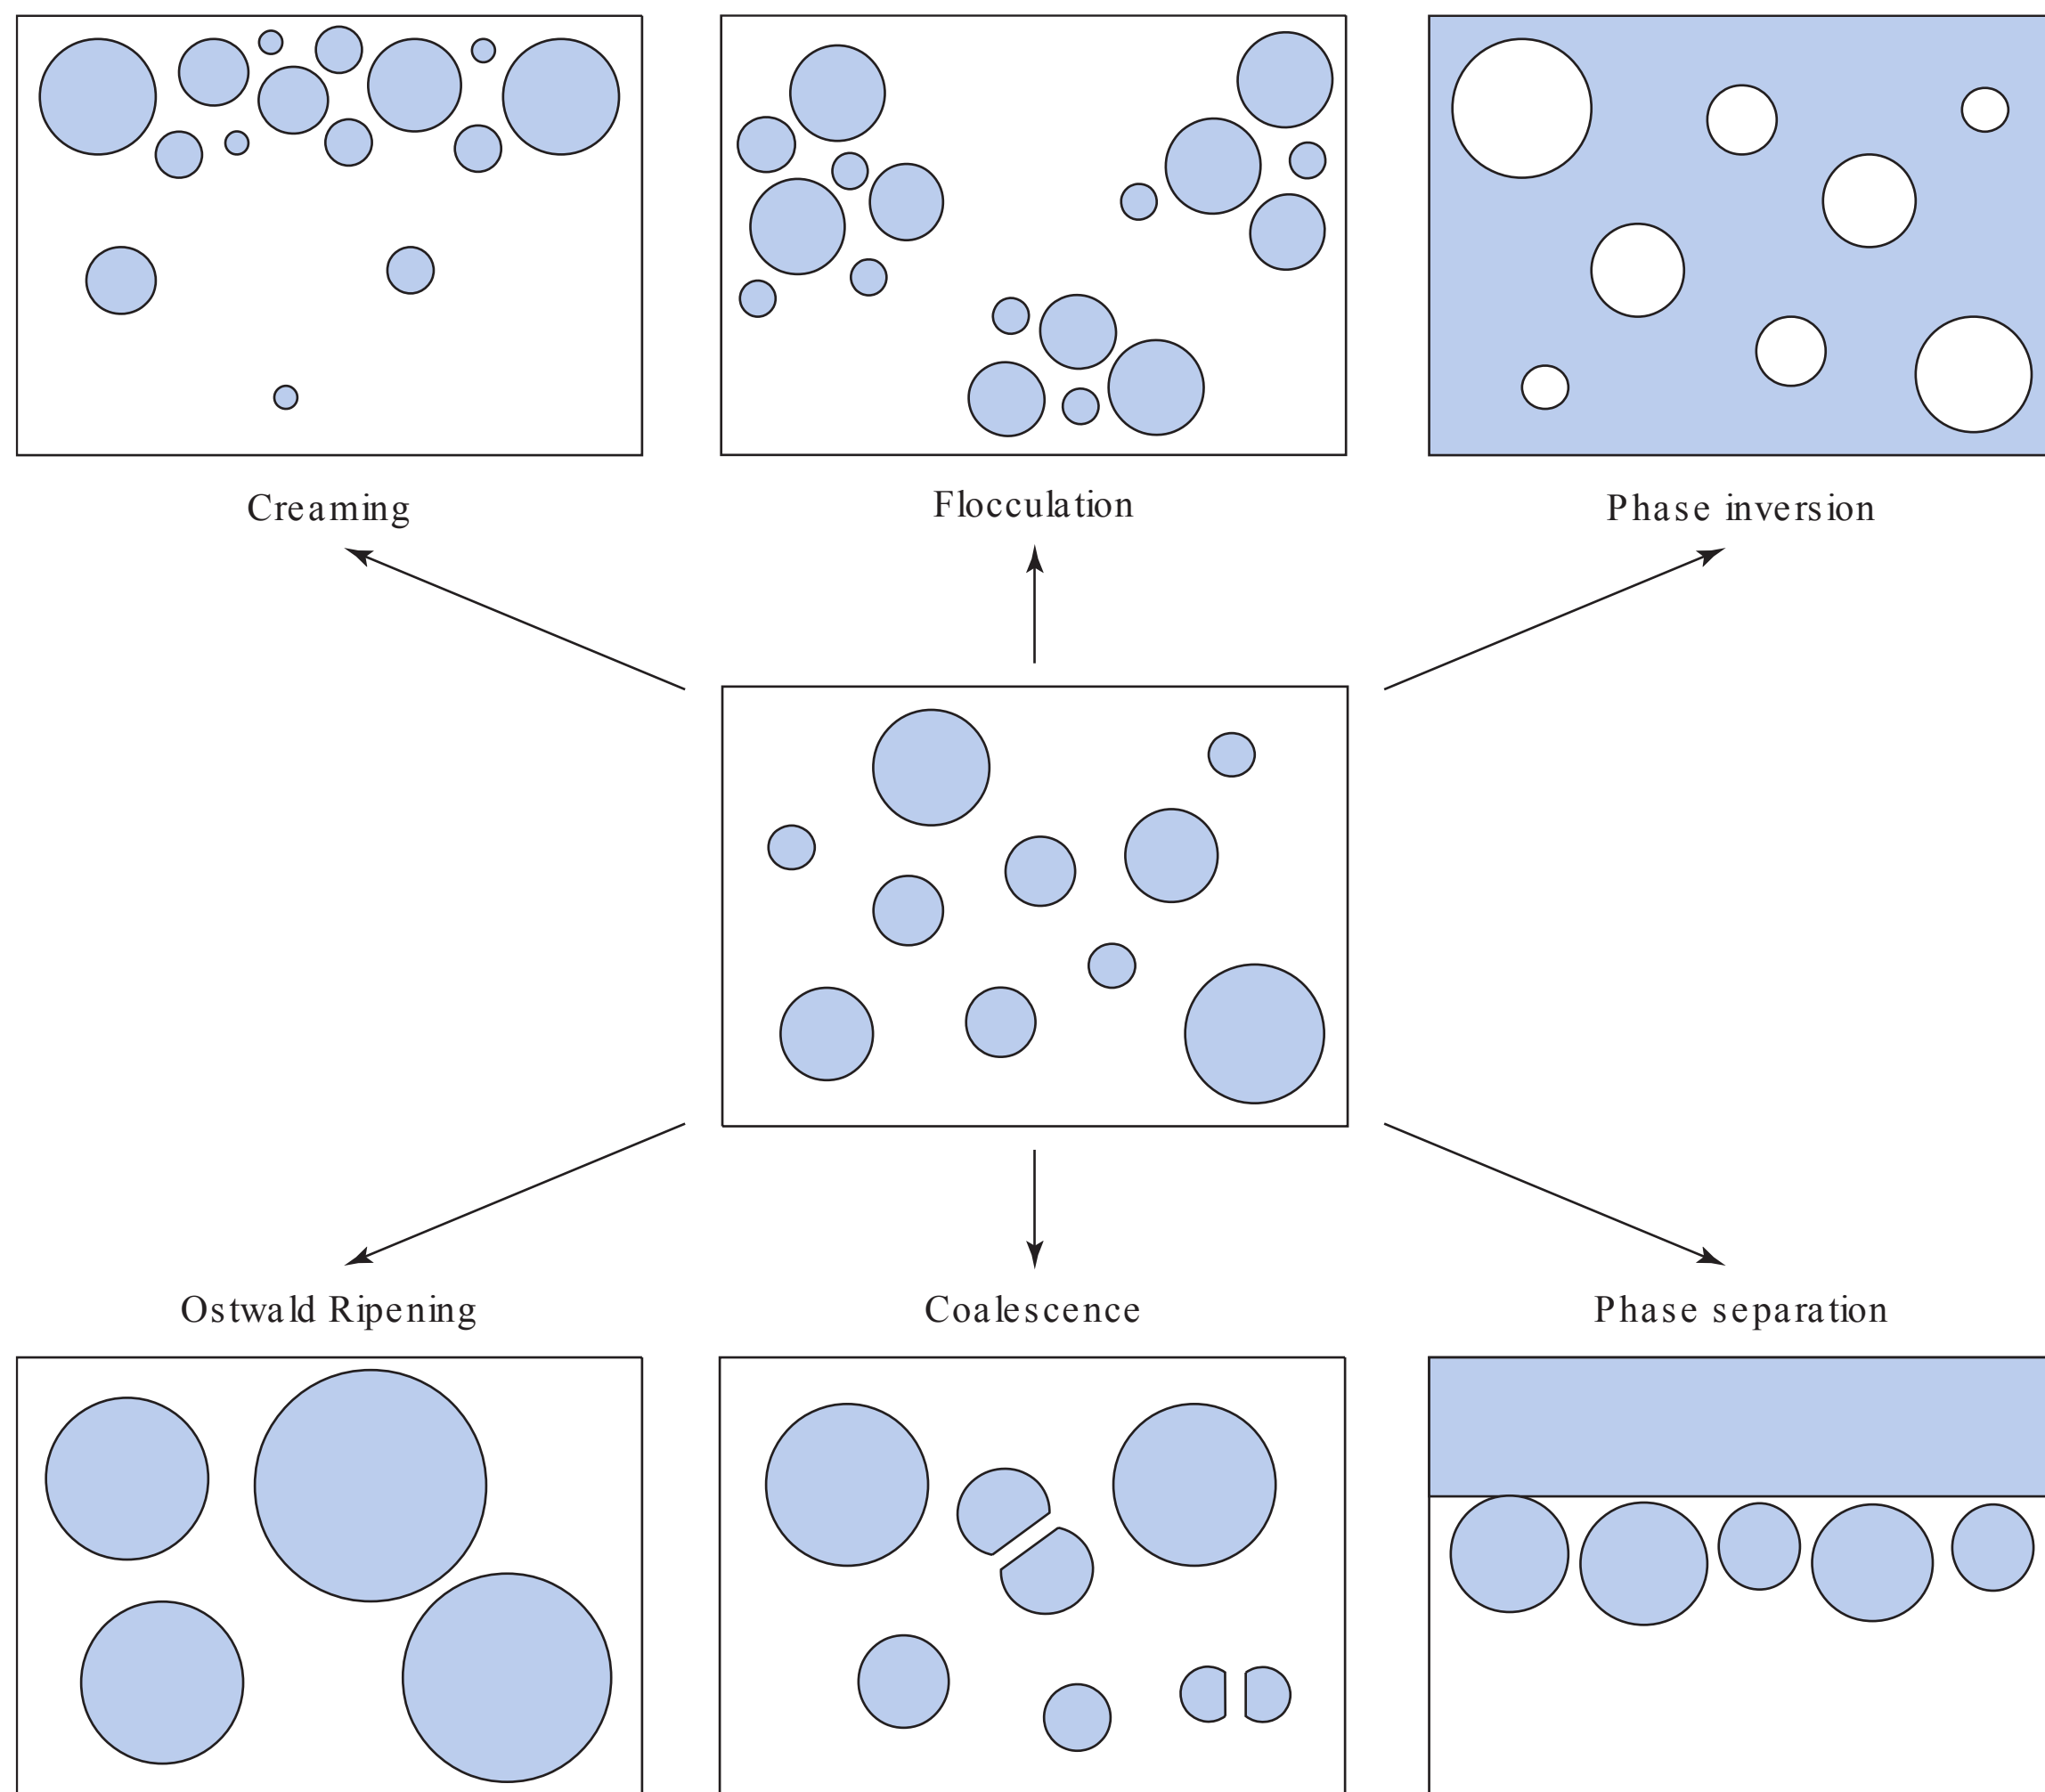 Creaming
Flocculation
Phase inversion
Ostwald Ripening
Coalescence
Phase separation